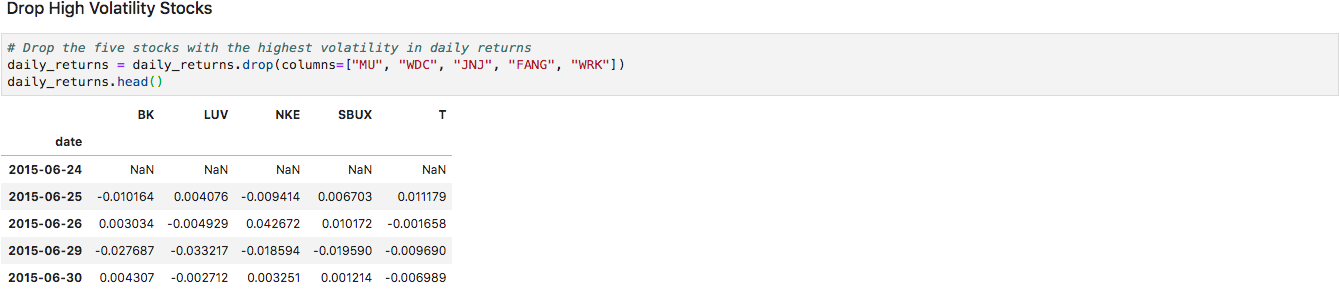 Drop High Volatility Stocks
# Drop the five stocks with the highest volatility in daily returns
daily_returns = daily_returns.drop(columns=["MU", "WDC", "JNJ", "FANG", "WRK"])
daily_returns.head()
BK LUV NKE SBUX T
date
2015-06-24 NaN NaN NaN NaN NaN
2015-06-25 -0.010164 0.004076 -0.009414 0.006703 0.011179
2015-06-26 0.003034 -0.004929 0.042672 0.010172 -0.001658
2015-06-29 -0.027687 -0.033217 -0.018594 -0.019590 -0.009690
2015-06-30 0.004307 -0.002712 0.003251 0.001214 -0.006989